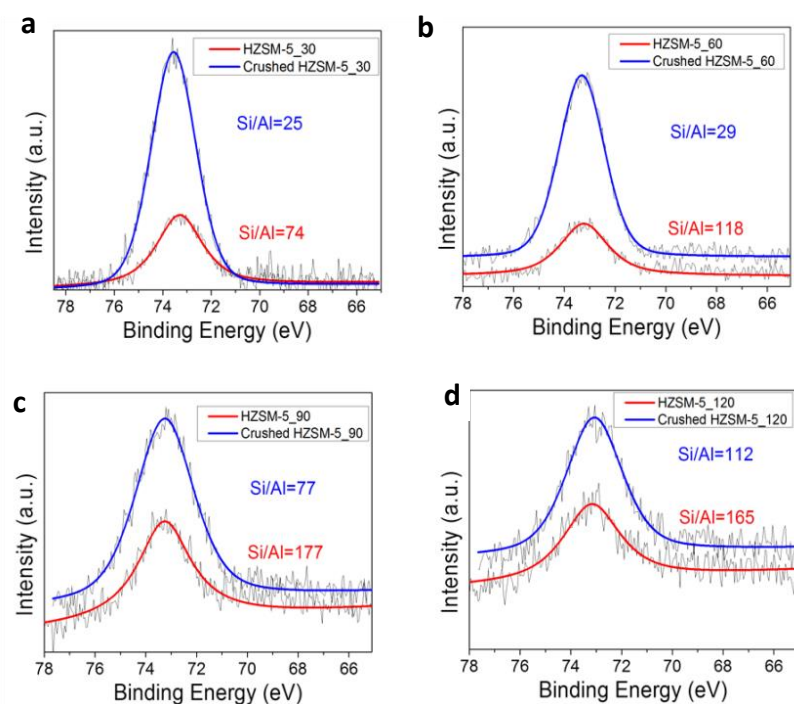 a
HZSM-5_30
Crushed HZSM-5_30
Si/Al=25
Si/Al=74
Intensity (a.u.)
78 76 74 72 70 68 66
Binding Energy (eV)
b
HZSM-5_60
Crushed HZSM-5_60
Si/Al=29
Si/Al=118
Intensity (a.u.)
78 76 74 72 70 68 66
Binding Energy (eV)
c
HZSM-5_90
Crushed HZSM-5_90
Si/Al=77
Si/Al=177
Intensity (a.u.)
78 76 74 72 70 68 66
Binding Energy (eV)
d
HZSM-5_120
Crushed HZSM-5_120
Si/Al=112
Si/Al=165
Intensity (a.u.)
78 76 74 72 70 68 66
Binding Energy (eV)